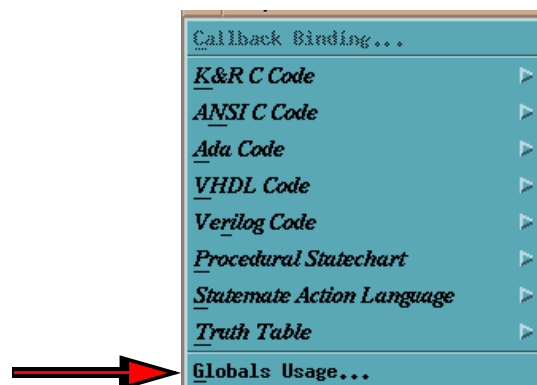 Callback Binding...
K&R C Code
ANSI C Code
Ada Code
VHDL Code
Verilog Code
Procedural Statechart
Statemate Action Language
Truth Table
Globals Usage...